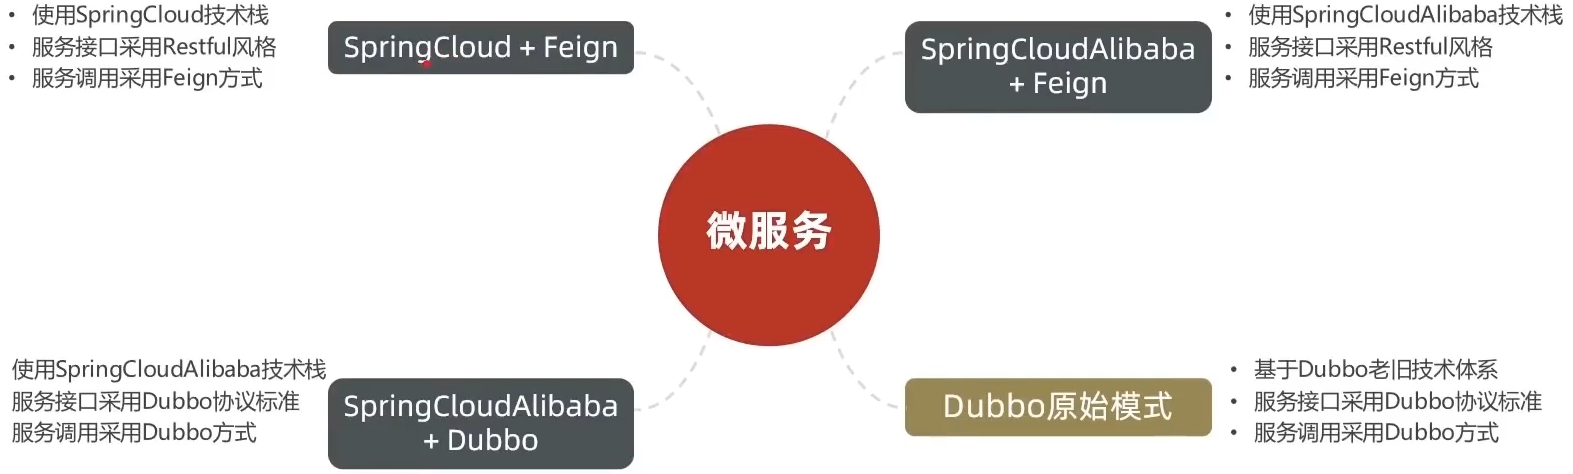 • 使用SpringCloud技术栈
• 服务接口采用Restful风格
• 服务调用采用Feign方式
SpringCloud + Feign
SpringCloudAlibaba
+ Feign
• 使用SpringCloudAlibaba技术栈
• 服务接口采用Restful风格
• 服务调用采用Feign方式
微服务
使用SpringCloudAlibaba技术栈
服务接口采用Dubbo协议标准
服务调用采用Dubbo方式
SpringCloudAlibaba
+ Dubbo
Dubbo原始模式
• 基于Dubbo老旧技术体系
• 服务接口采用Dubbo协议标准
• 服务调用采用Dubbo方式